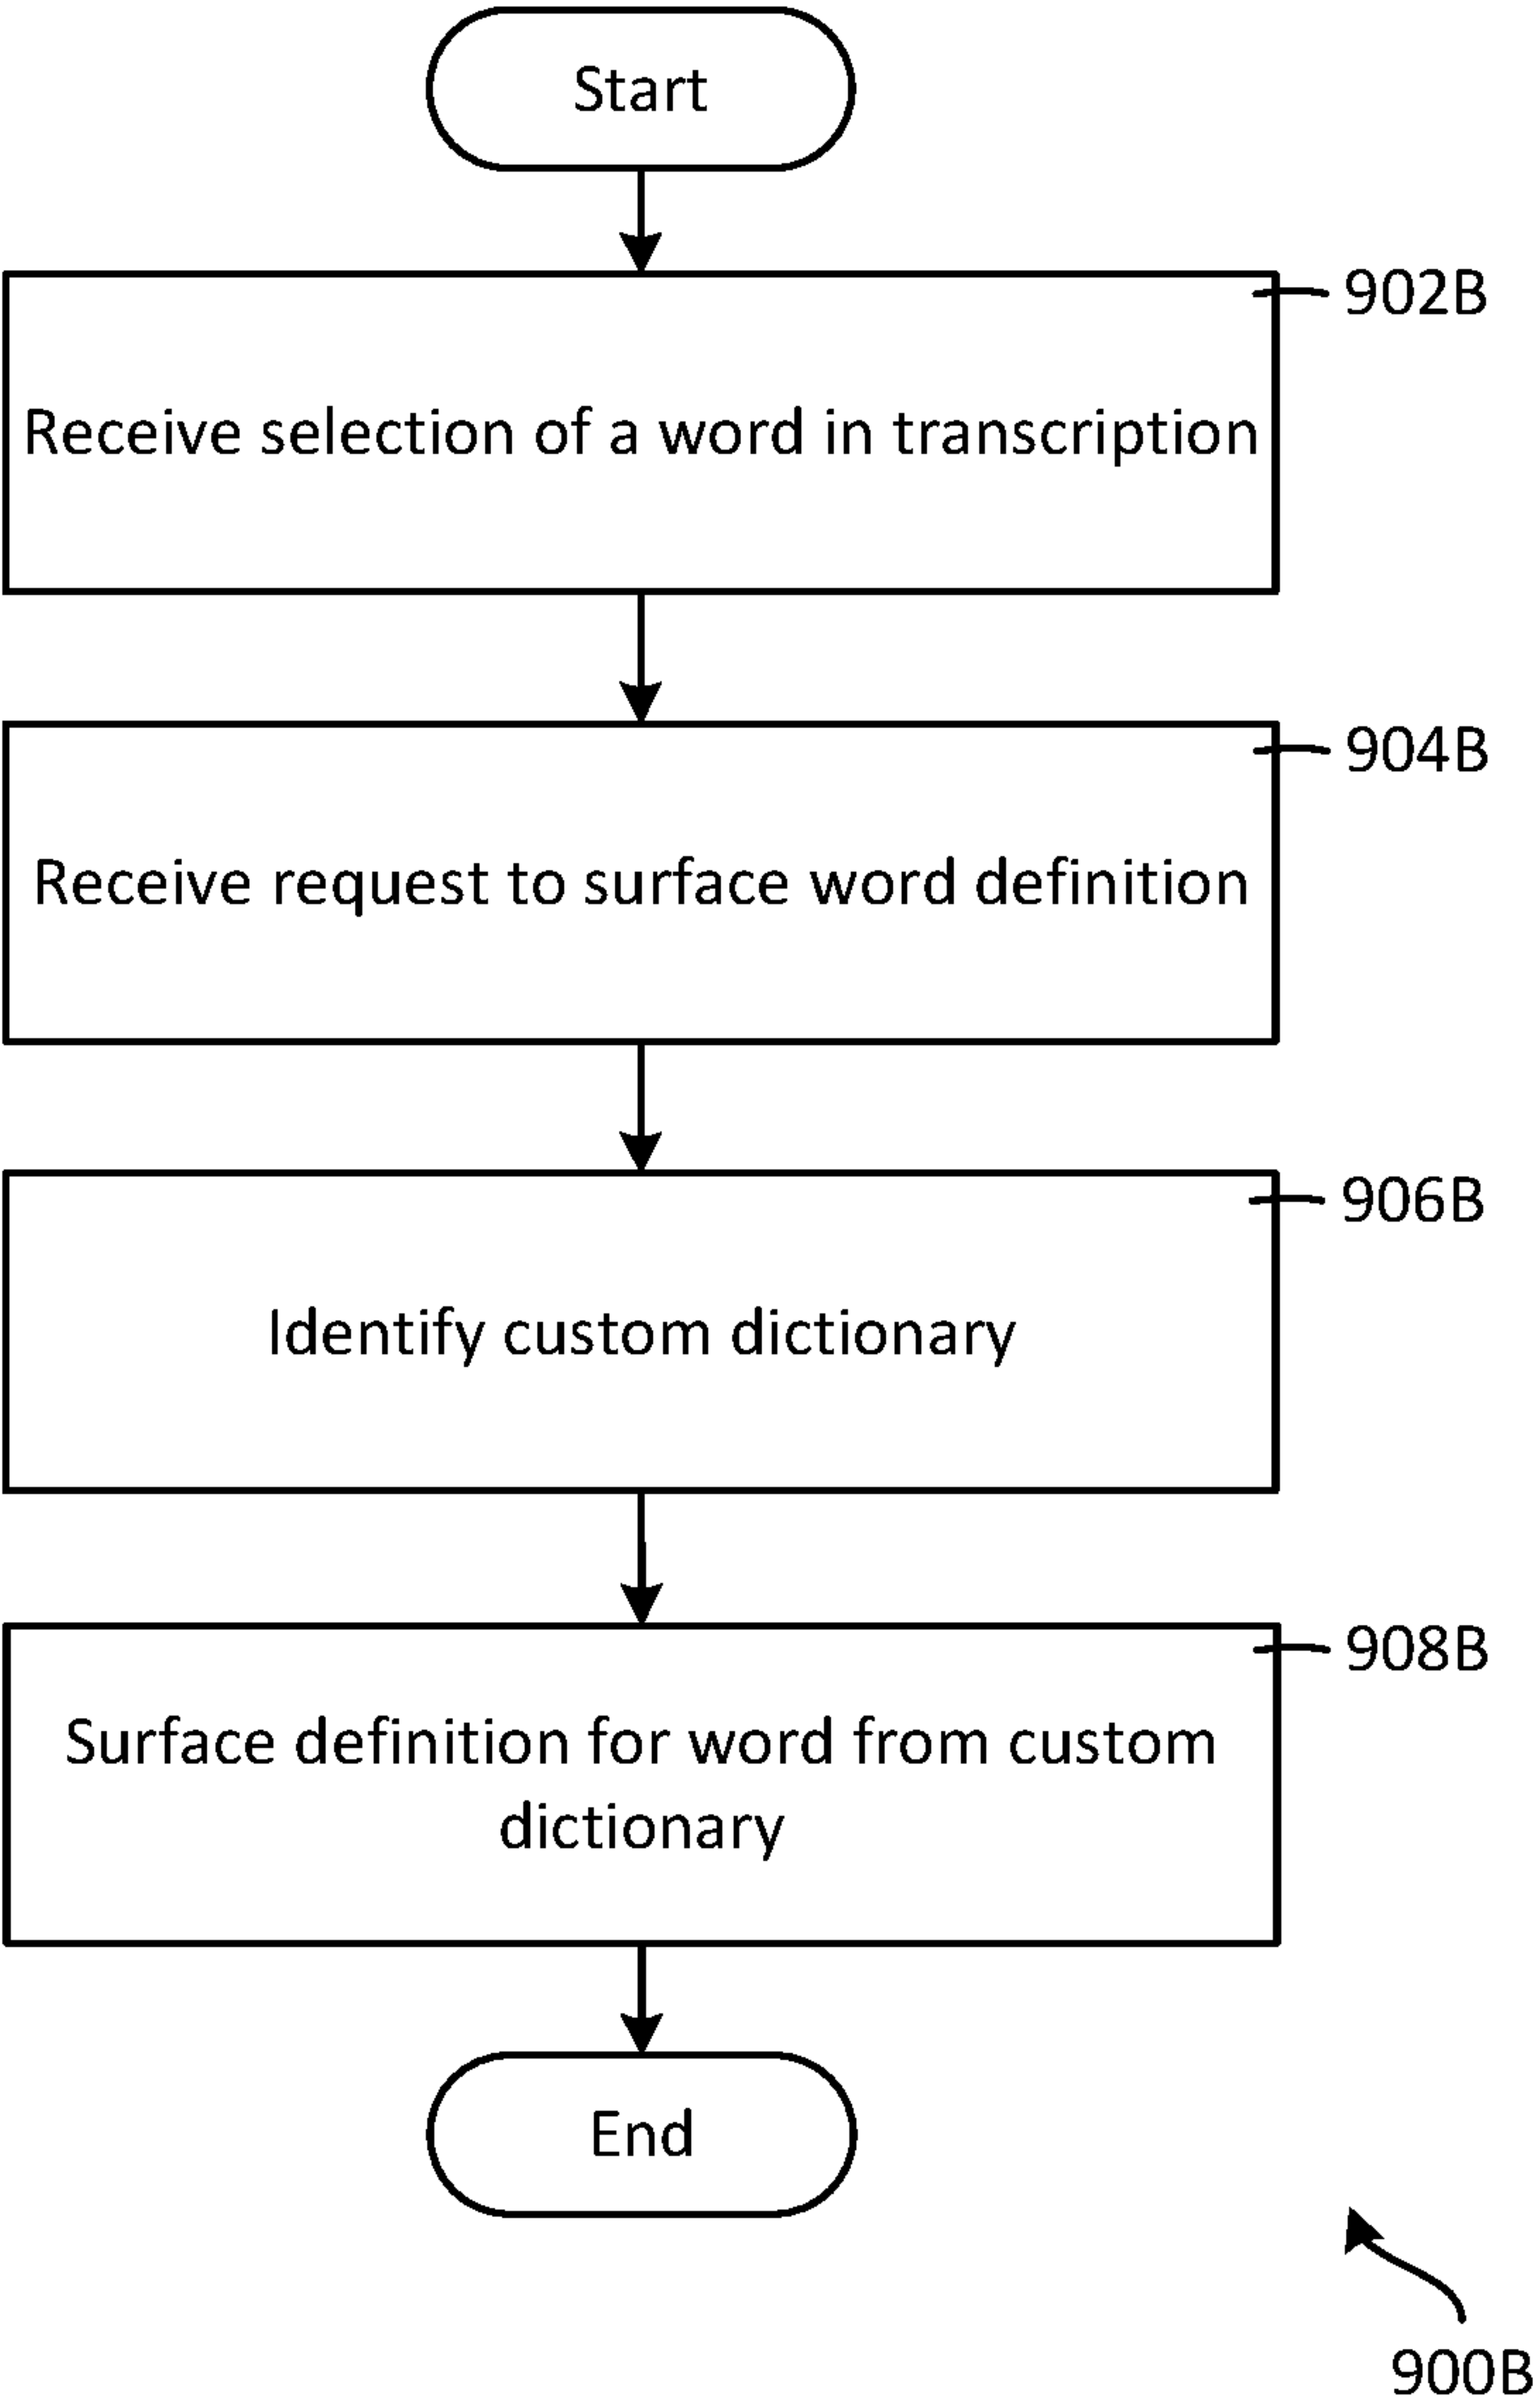 Start
902B
Receive selection of a word in transcription
904B
Receive request to surface word definition
906B
Identify custom dictionary
908B
Surface definition for word from custom
dictionary
End
900B